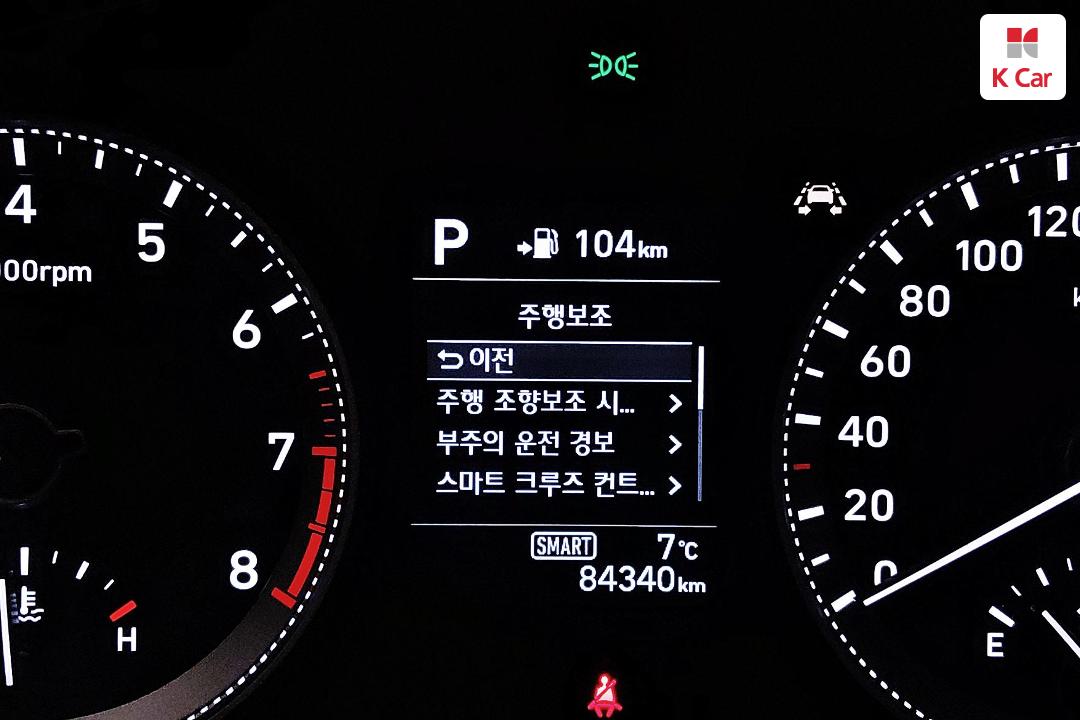 K Car
4
5
6
7
8
000rpm
H
P 104km
주행보조
이전
주행 조향보조 시...
부주의 운전 경보
스마트 크루즈 컨트...
SMART 7°C
84340km
120
100
80
60
40
20
0
E